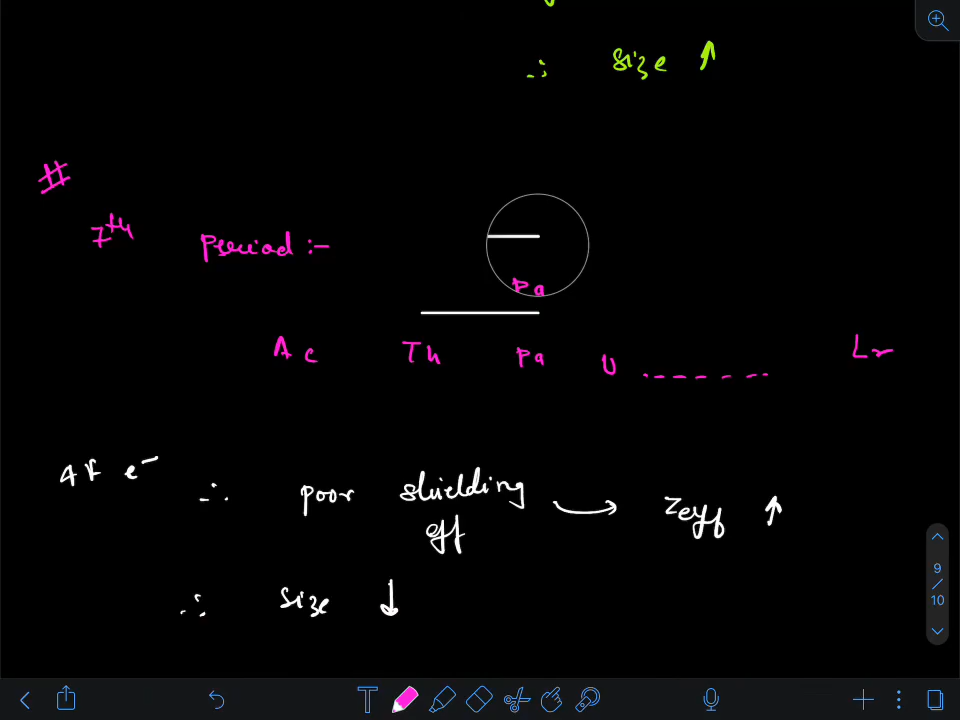 ∴ size ↑
#
7th Period :-
Pa
Ac Th Pa U ------- Lr
4f e⁻ ∴ poor shielding → Zeff ↑
eff
∴ size ↓
9
/
10
T